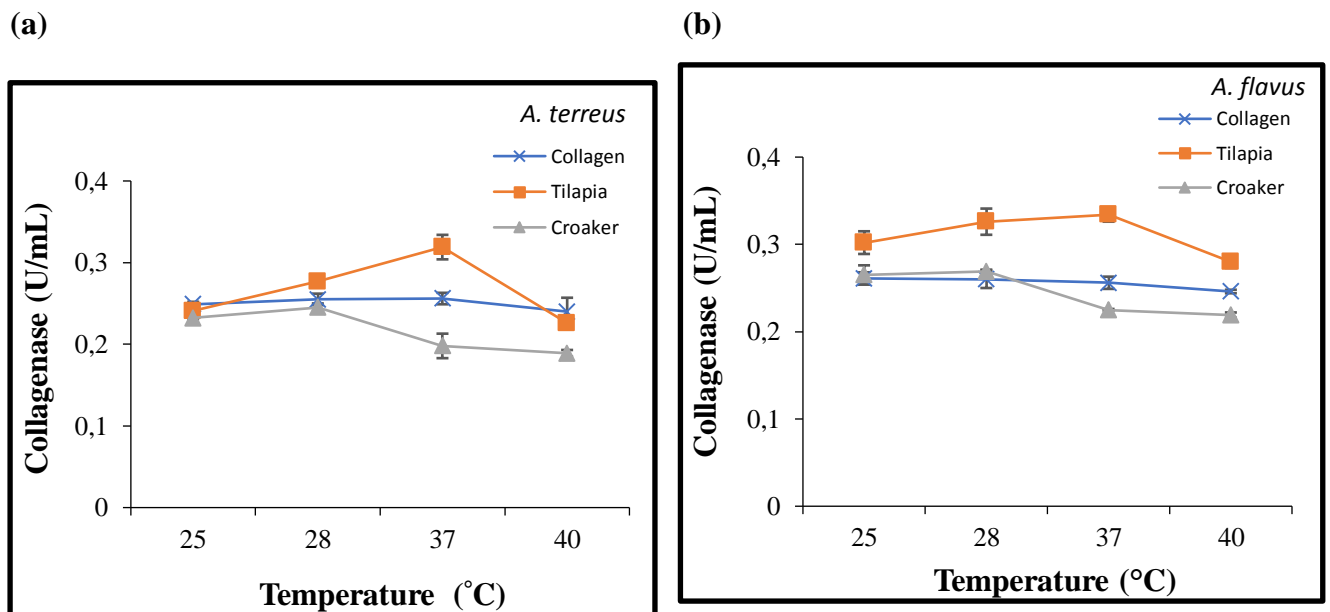 (a)
A. terreus
Collagen
Tilapia
Croaker
Collagenase (U/mL)
0,4
0,3
0,2
0,1
0
25 28 37 40
Temperature (˚C)
(b)
A. flavus
Collagen
Tilapia
Croaker
Collagenase (U/mL)
0,4
0,3
0,2
0,1
0
25 28 37 40
Temperature (°C)